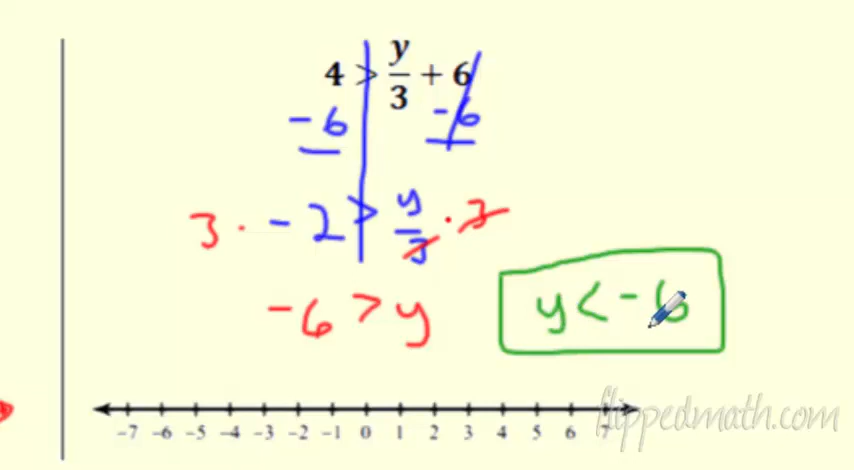 4 > y/3 + 6
-6 -6
3 · -2 > y/3 · 3
-6 > y
y < -6
-7 -6 -5 -4 -3 -2 -1 0 1 2 3 4 5 6 7
flippedmath.com